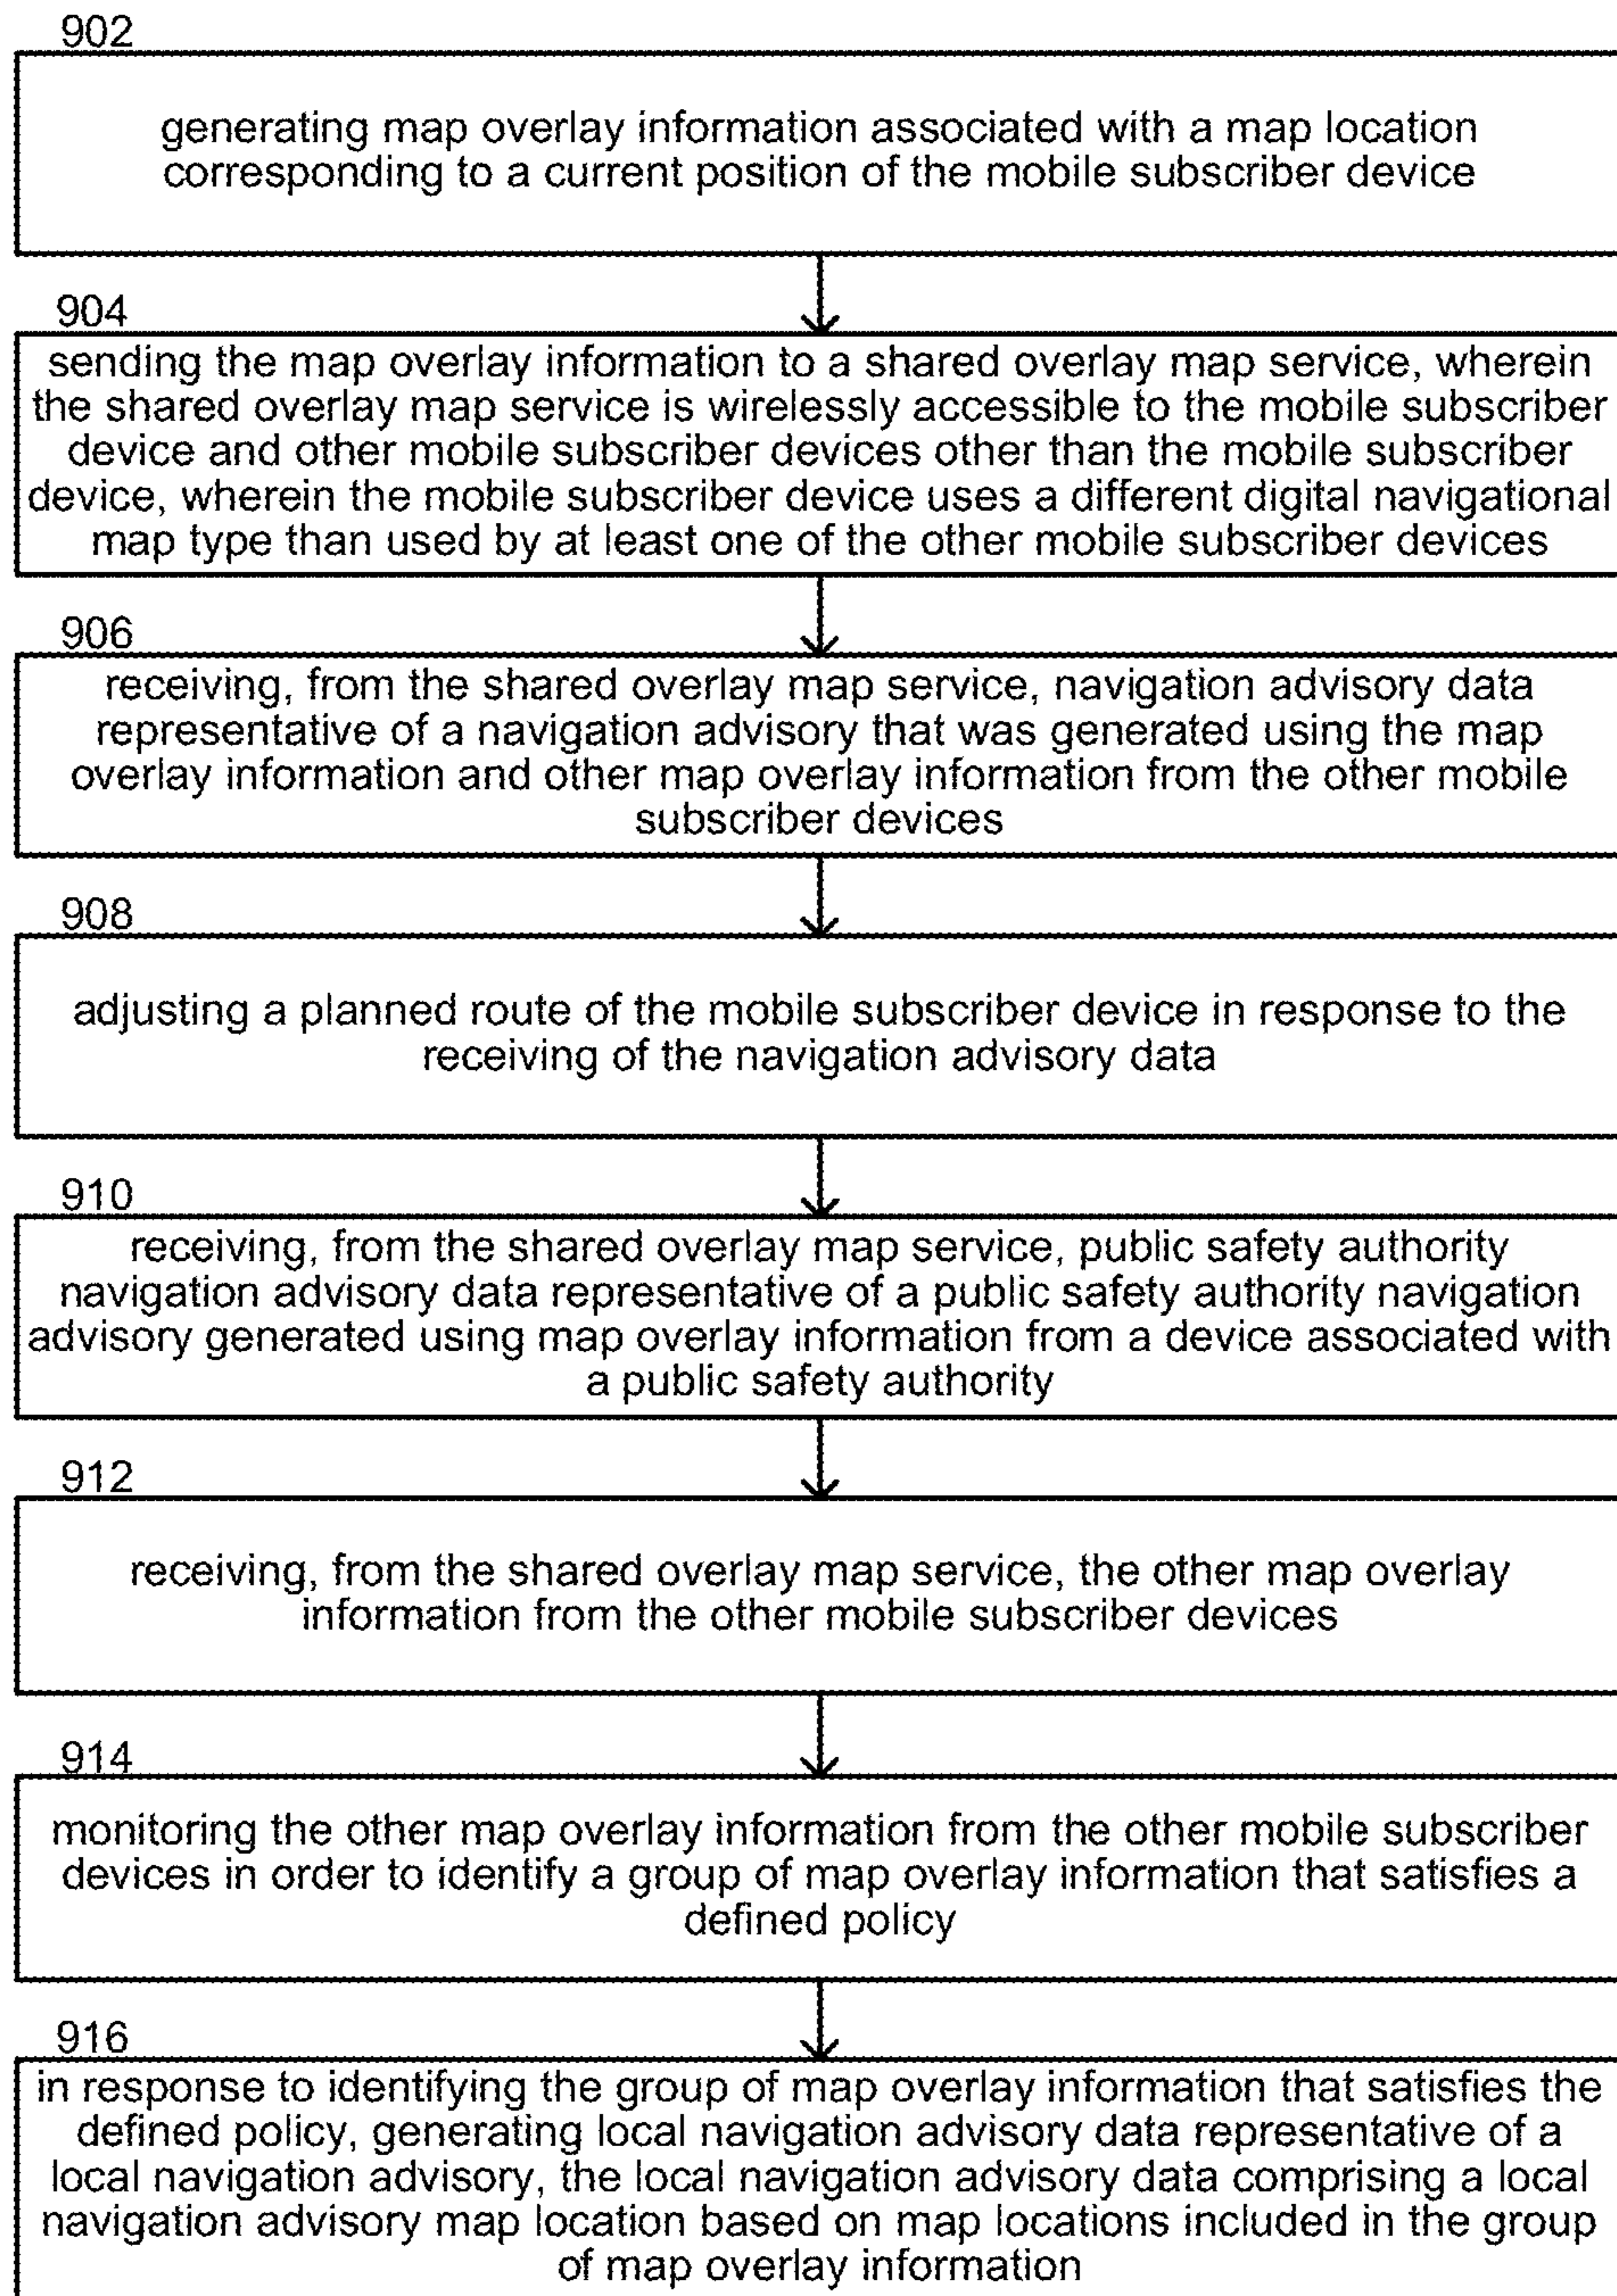 902
generating map overlay information associated with a map location
corresponding to a current position of the mobile subscriber device
904
sending the map overlay information to a shared overlay map service, wherein
the shared overlay map service is wirelessly accessible to the mobile subscriber
device and other mobile subscriber devices other than the mobile subscriber
device, wherein the mobile subscriber device uses a different digital navigational
map type than used by at least one of the other mobile subscriber devices
906
receiving, from the shared overlay map service, navigation advisory data
representative of a navigation advisory that was generated using the map
overlay information and other map overlay information from the other mobile
subscriber devices
908
adjusting a planned route of the mobile subscriber device in response to the
receiving of the navigation advisory data
910
receiving, from the shared overlay map service, public safety authority
navigation advisory data representative of a public safety authority navigation
advisory generated using map overlay information from a device associated with
a public safety authority
912
receiving, from the shared overlay map service, the other map overlay
information from the other mobile subscriber devices
914
monitoring the other map overlay information from the other mobile subscriber
devices in order to identify a group of map overlay information that satisfies a
defined policy
916
in response to identifying the group of map overlay information that satisfies the
defined policy, generating local navigation advisory data representative of a
local navigation advisory, the local navigation advisory data comprising a local
navigation advisory map location based on map locations included in the group
of map overlay information